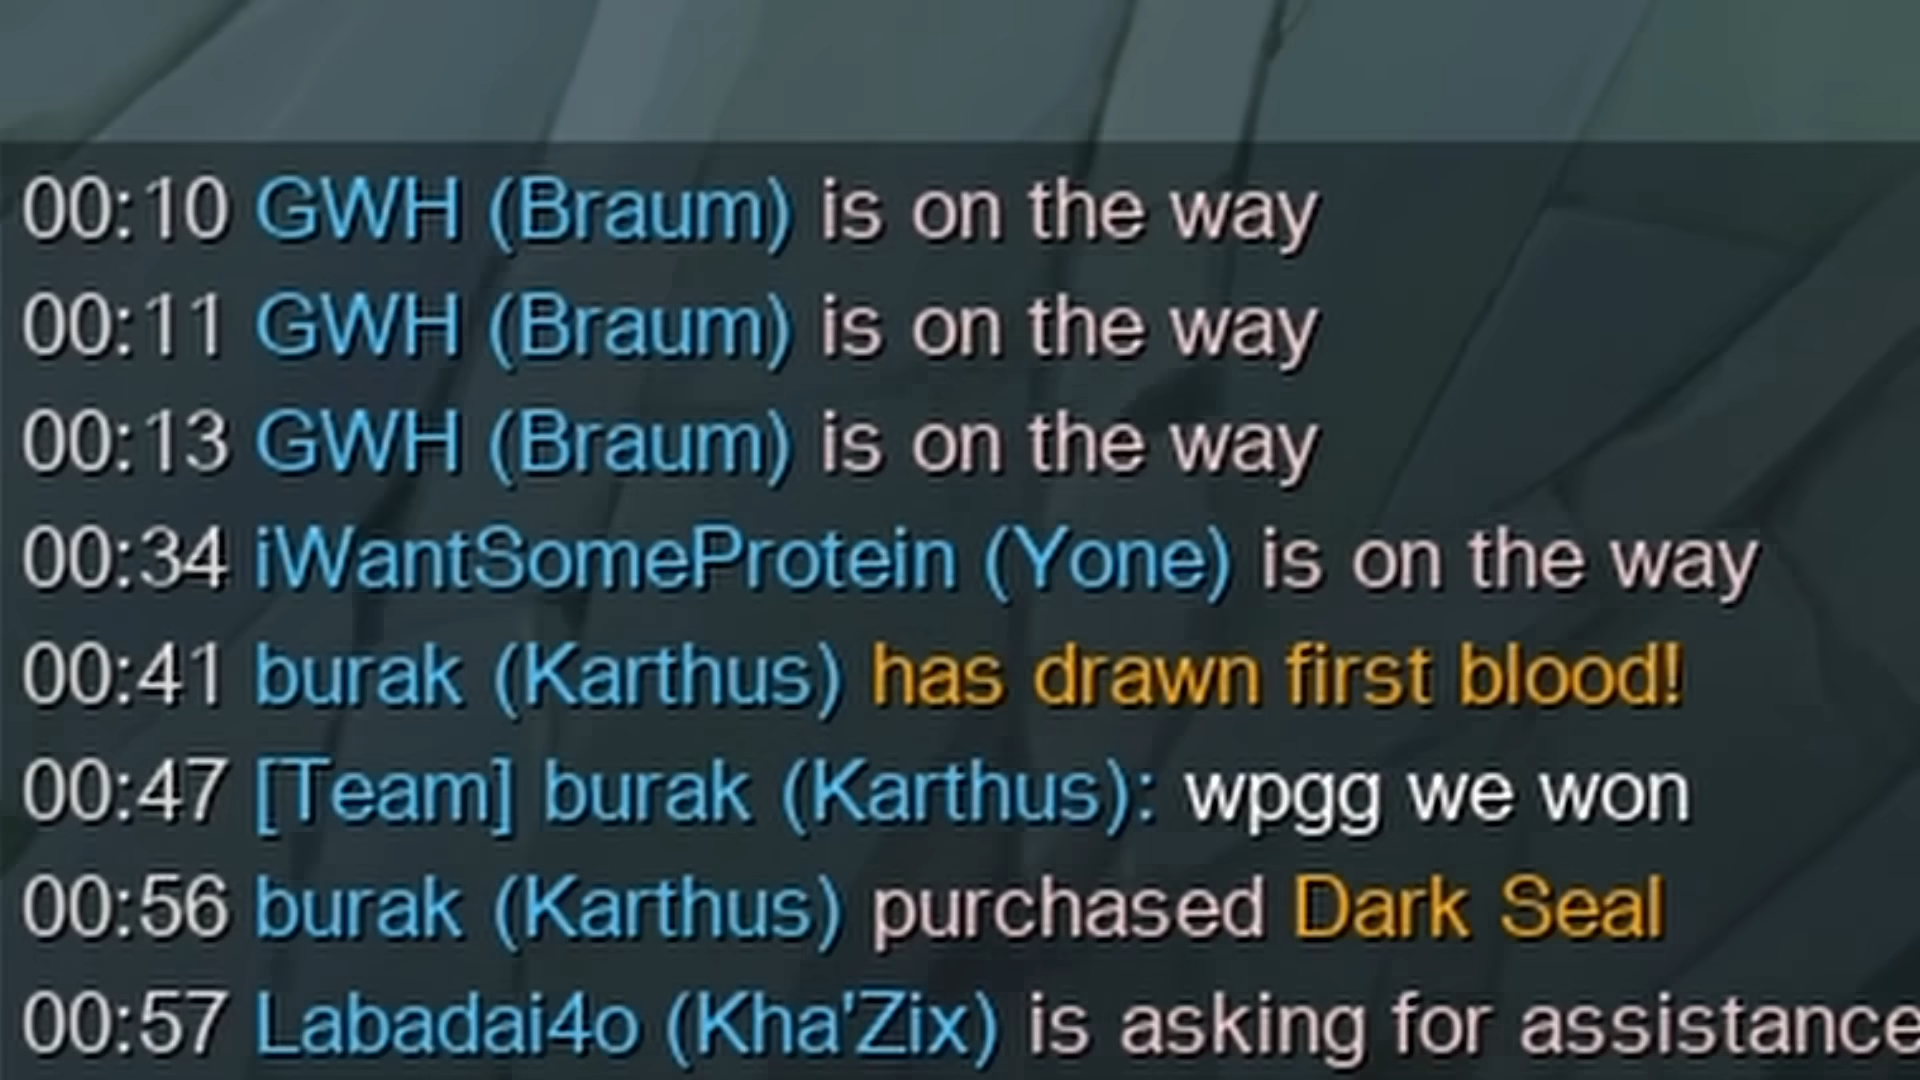 00:10 GWH (Braum) is on the way
00:11 GWH (Braum) is on the way
00:13 GWH (Braum) is on the way
00:34 iWantSomeProtein (Yone) is on the way
00:41 burak (Karthus) has drawn first blood!
00:47 [Team] burak (Karthus): wpgg we won
00:56 burak (Karthus) purchased Dark Seal
00:57 Labadai4o (Kha'Zix) is asking for assistance